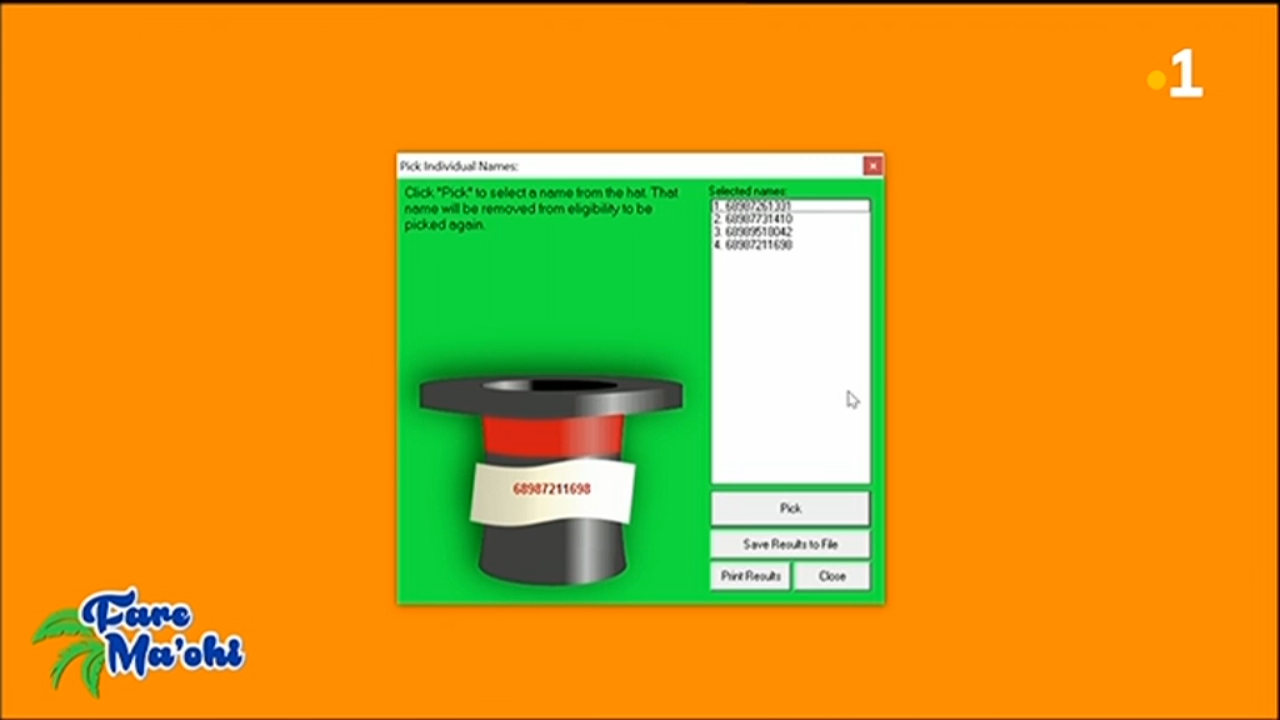 1
Pick Individual Names:
Click "Pick" to select a name from the hat. That
name will be removed from eligibility to be
picked again.
Selected names:
1. 68987261331
2. 68987731410
3. 68989518042
4. 68987211698
68987211698
Pick
Save Results to File
Print Results
Close
Fare
Ma'ohi